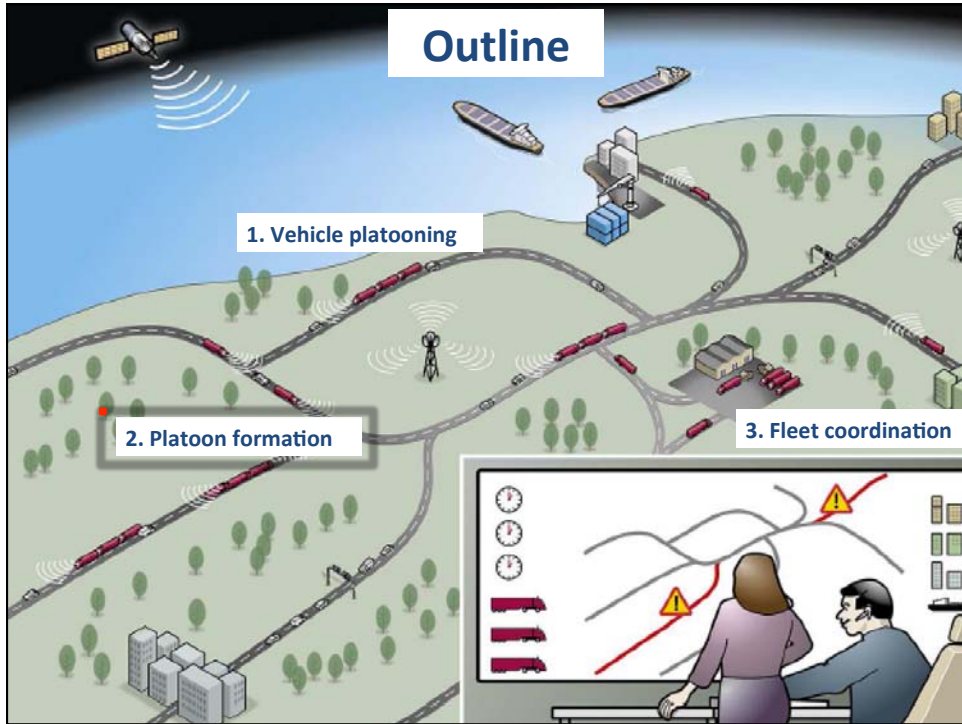 Outline
1. Vehicle platooning
2. Platoon formation
3. Fleet coordination